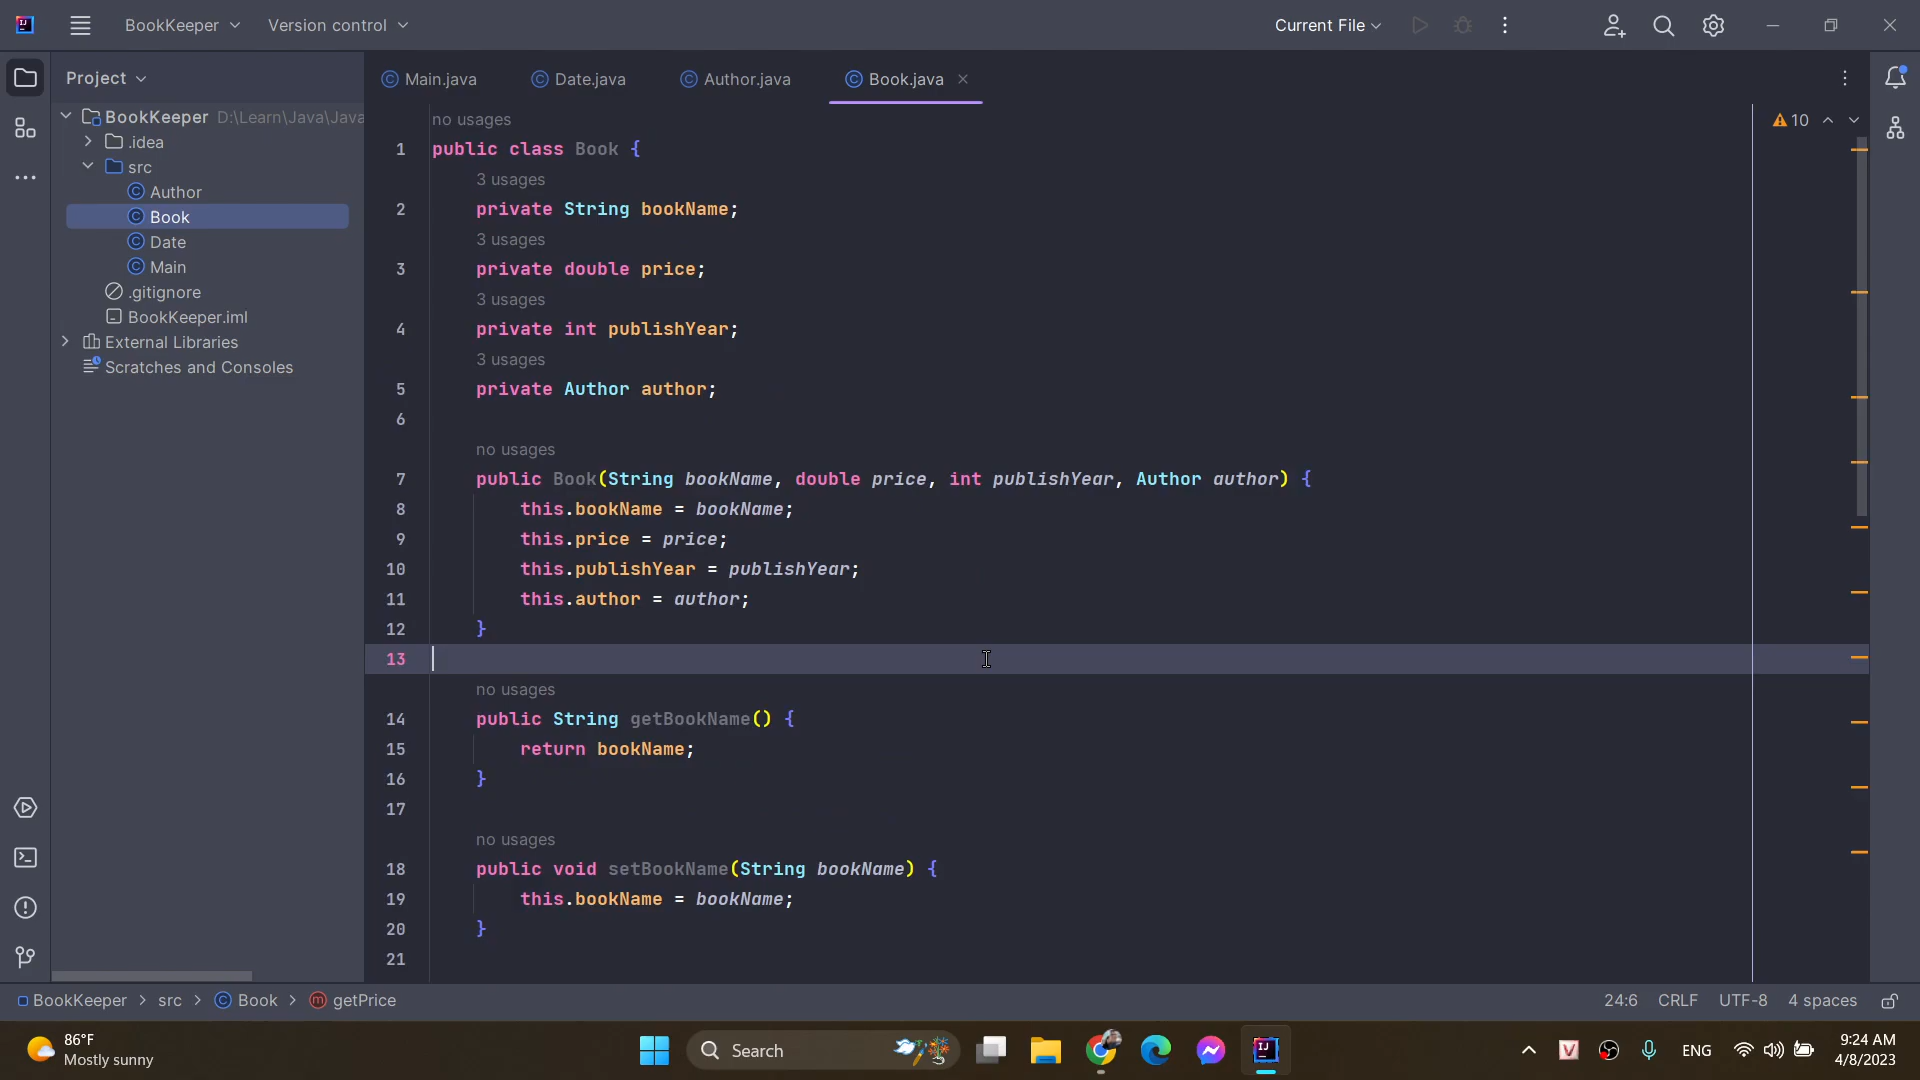 BookKeeper
Version control
Current File
Project
Main.java
Date.java
Author.java
Book.java
BookKeeper D:\Learn\Java\Java
.idea
src
Author
Book
Date
Main
.gitignore
BookKeeper.iml
External Libraries
Scratches and Consoles
10
no usages
1 public class Book {
3 usages
2 private String bookName;
3 usages
3 private double price;
3 usages
4 private int publishYear;
3 usages
5 private Author author;
6
no usages
7 public Book(String bookName, double price, int publishYear, Author author) {
8 this.bookName = bookName;
9 this.price = price;
10 this.publishYear = publishYear;
11 this.author = author;
12 }
13
no usages
14 public String getBookName() {
15 return bookName;
16 }
17
no usages
18 public void setBookName(String bookName) {
19 this.bookName = bookName;
20 }
21
BookKeeper > src > Book > getPrice
24:6 CRLF UTF-8 4 spaces
86°F
Mostly sunny
Search
ENG
9:24 AM
4/8/2023